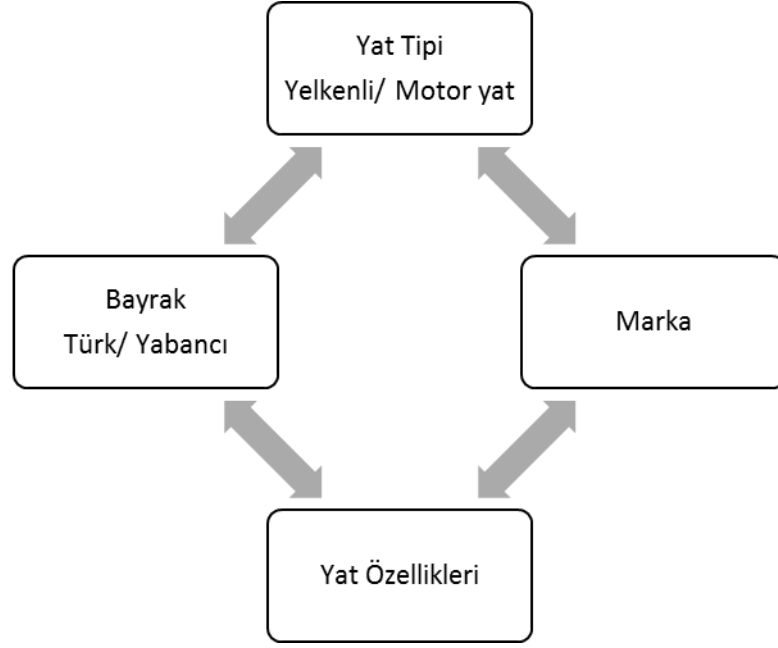 Yat Tipi
Yelkenli/ Motor yat
Bayrak
Türk/ Yabancı
Marka
Yat Özellikleri